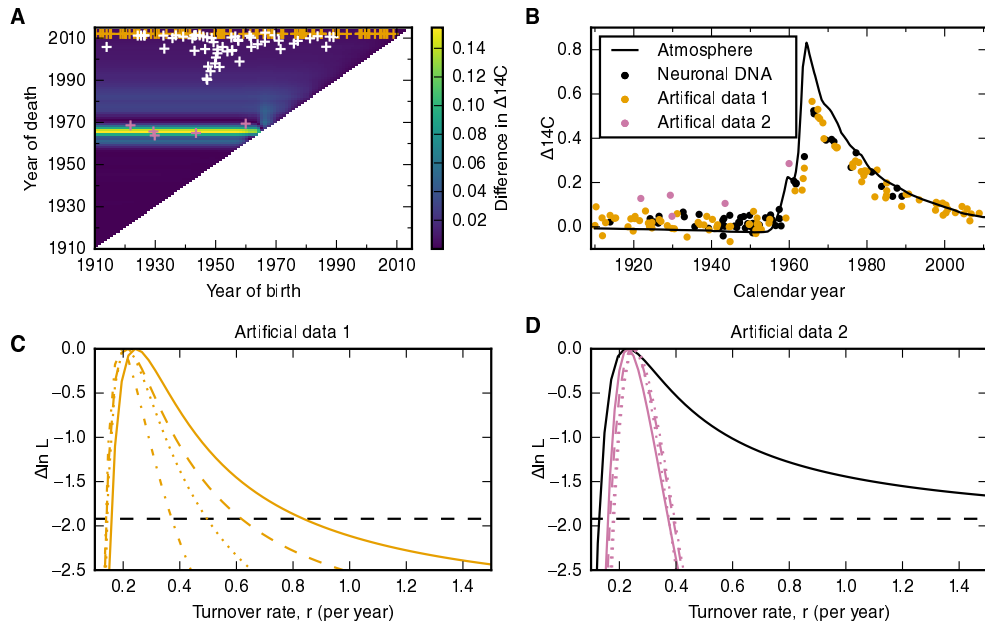 A
2010
1990
1970
1950
1930
1910
Year of death
1910
1930
1950
1970
1990
2010
Year of birth
0.14
0.12
0.10
0.08
0.06
0.04
0.02
Difference in Δ14C
B
0.8
0.6
0.4
0.2
0.0
Δ14C
Atmosphere
Neuronal DNA
Artifical data 1
Artifical data 2
1920
1940
1960
1980
2000
Calendar year
C
Artificial data 1
0.0
−0.5
−1.0
−1.5
−2.0
−2.5
Δln L
0.2
0.4
0.6
0.8
1.0
1.2
1.4
Turnover rate, r (per year)
D
Artificial data 2
0.0
−0.5
−1.0
−1.5
−2.0
−2.5
Δln L
0.2
0.4
0.6
0.8
1.0
1.2
1.4
Turnover rate, r (per year)